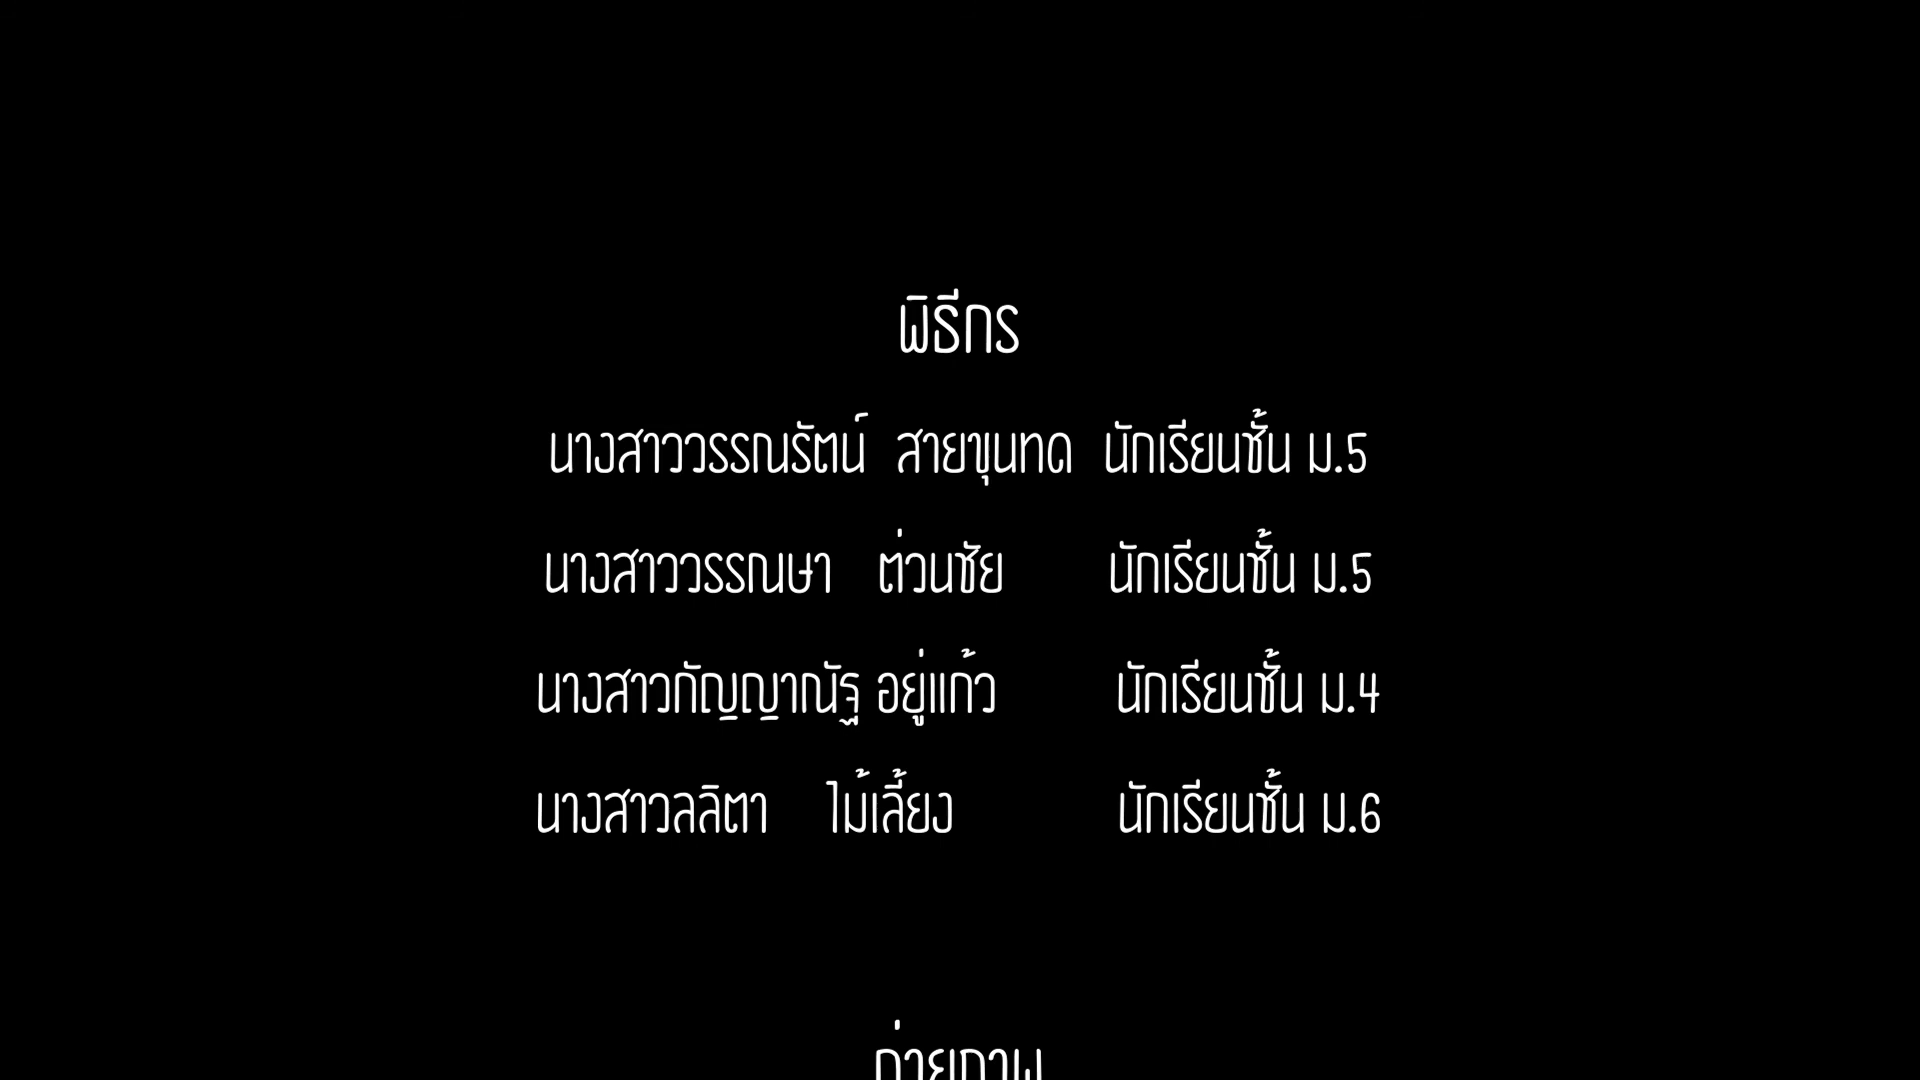 พิธีกร
นางสาววรรณรัตน์ สายขุนทด นักเรียนชั้น ม.5
นางสาววรรณษา ต่วนชัย นักเรียนชั้น ม.5
นางสาวกัญญาณัฐ อยู่แก้ว นักเรียนชั้น ม.4
นางสาวลลิตา ไม้เลี้ยง นักเรียนชั้น ม.6
ถ่ายภาพ